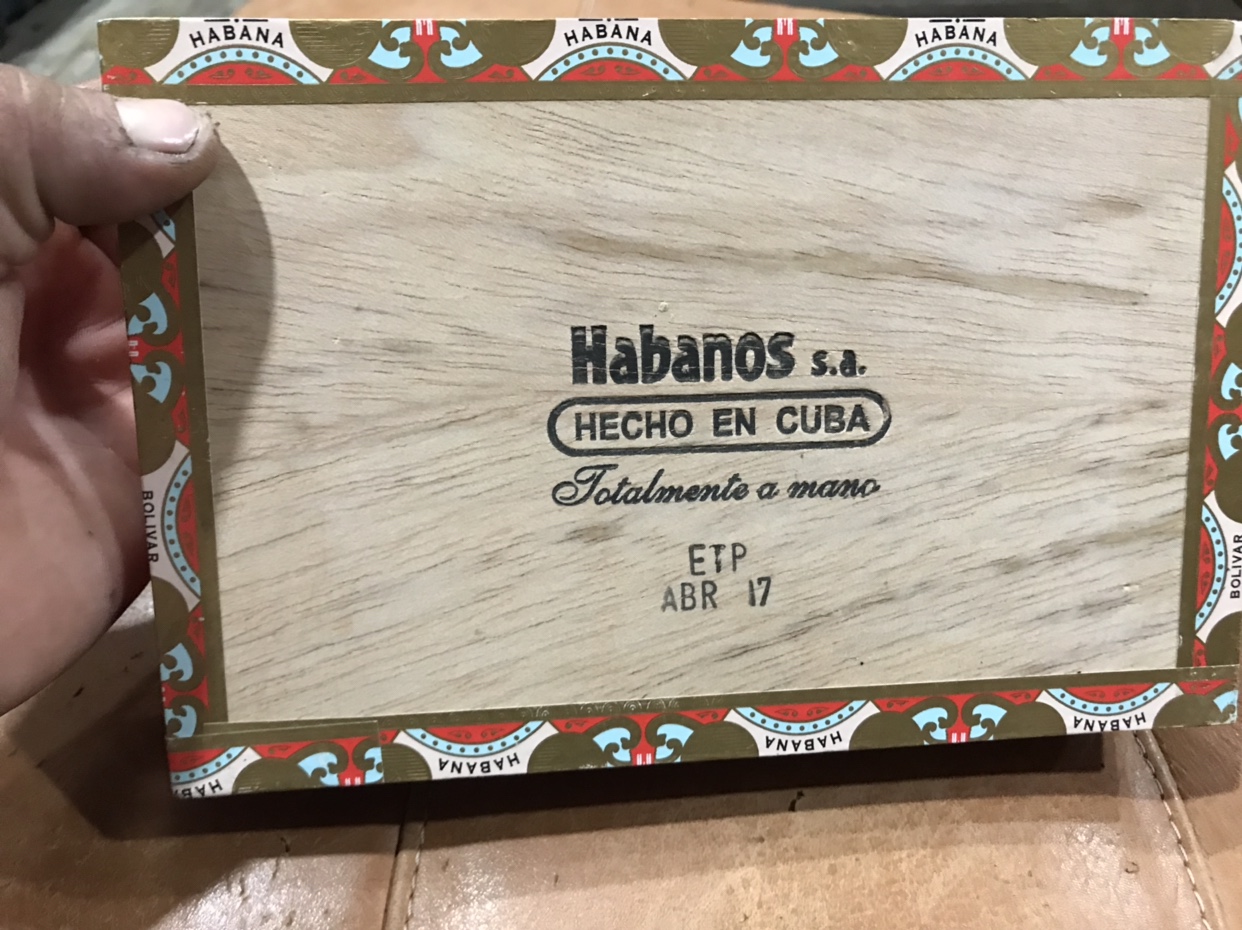 HABANA
HABANA
HABANA
Habanos s.a.
HECHO EN CUBA
Totalmente a mano
ETP
ABR 17
BOLIVAR
BOLIVAR
HABANA
HABANA
HABANA